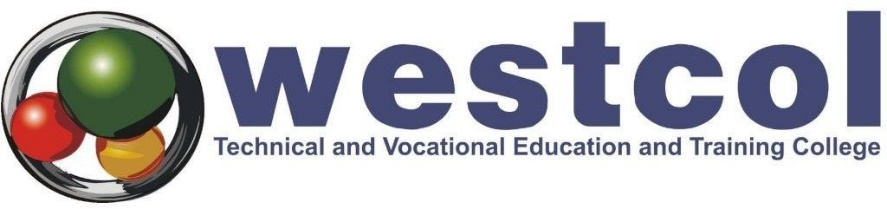 westcol
Technical and Vocational Education and Training College